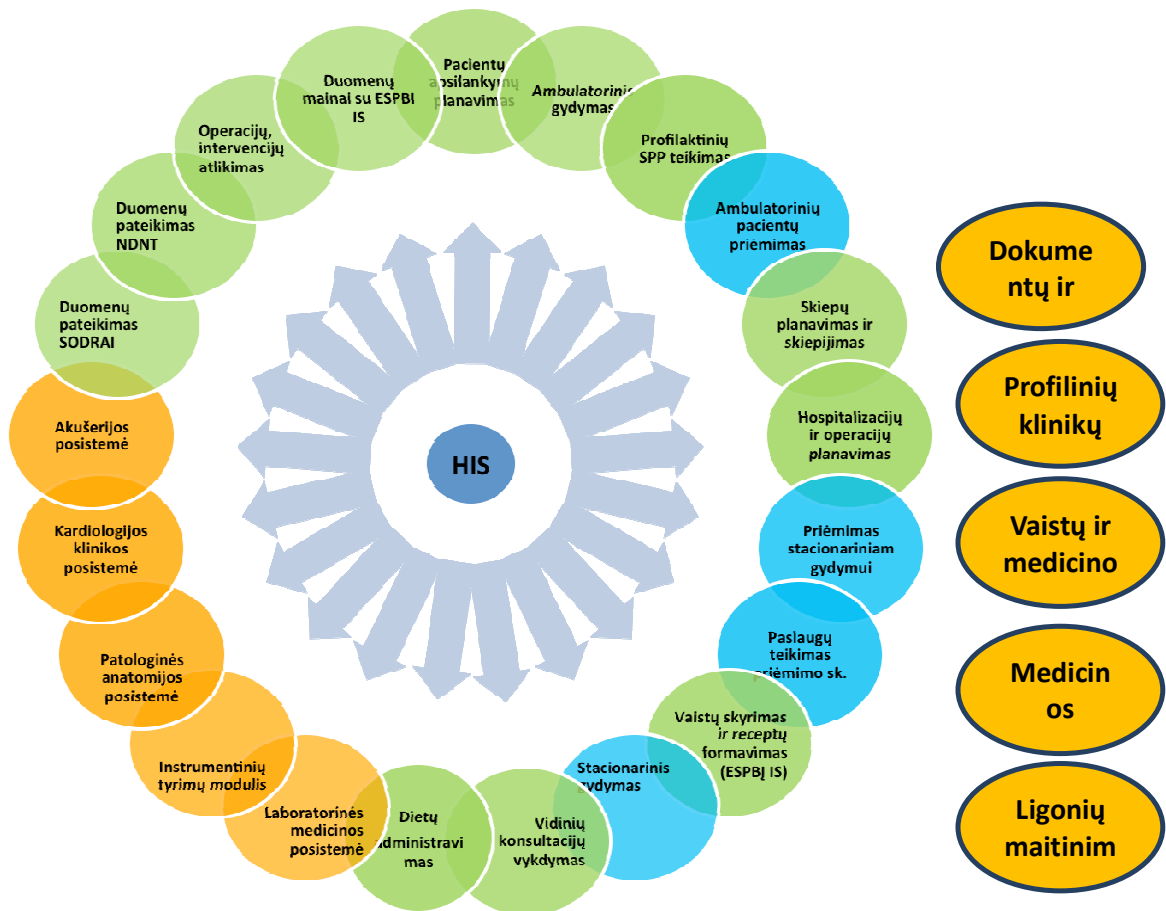 Pacientų
apsilankymų
planavimas
Ambulatorinis
gydymas
Profilaktinių
SPP teikimas
Ambulatorinių
pacientų
priėmimas
Skiepų
planavimas ir
skiepijimas
Hospitalizacijų
ir operacijų
planavimas
Priėmimas
stacionariniam
gydymui
Paslaugų
teikimas
priėmimo sk.
Vaistų skyrimas
ir receptų
formavimas
(ESPBĮ IS)
Stacionarinis
gydymas
Vidinių
konsultacijų
vykdymas
Dietų
administravi
mas
Laboratorinės
medicinos
posistemė
Instrumentinių
tyrimų modulis
Patologinės
anatomijos
posistemė
Kardiologijos
klinikos
posistemė
Akušerijos
posistemė
Duomenų
pateikimas
SODRAI
Duomenų
pateikimas
NDNT
Operacijų,
intervencijų
atlikimas
Duomenų
mainai su ESPBI
IS
HIS
Dokume
ntų ir
Profilinių
klinikų
Vaistų ir
medicino
Medicin
os
Ligonių
maitinim